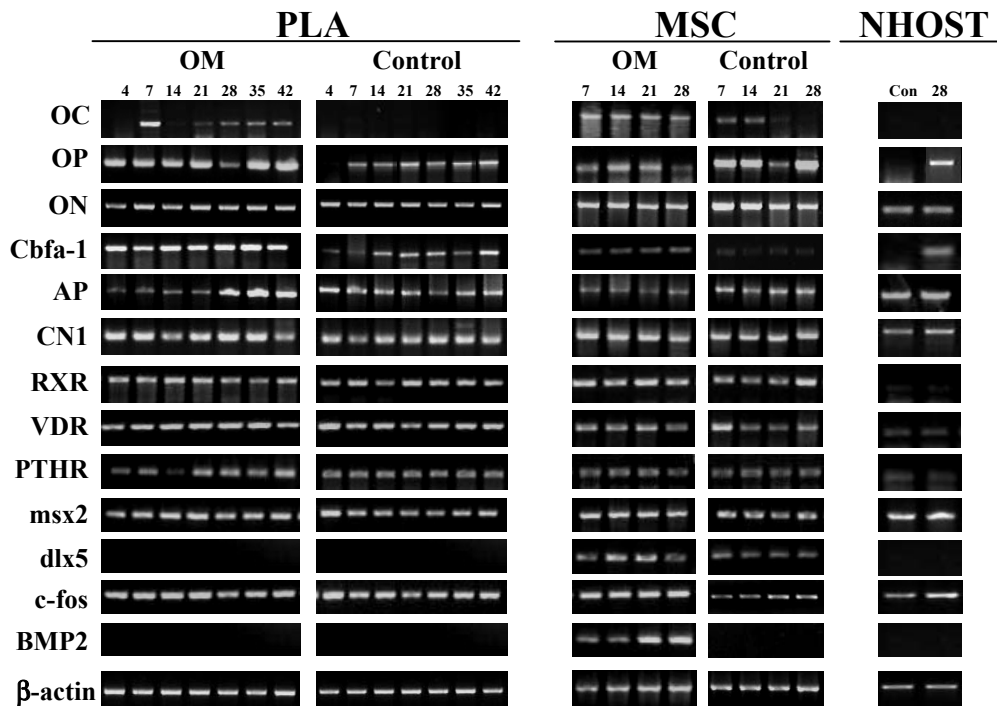 PLA MSC NHOST
OM Control OM Control
4 7 14 21 28 35 42 4 7 14 21 28 35 42 7 14 21 28 7 14 21 28 Con 28
OC
OP
ON
Cbfa-1
AP
CN1
RXR
VDR
PTHR
msx2
dlx5
c-fos
BMP2
β-actin